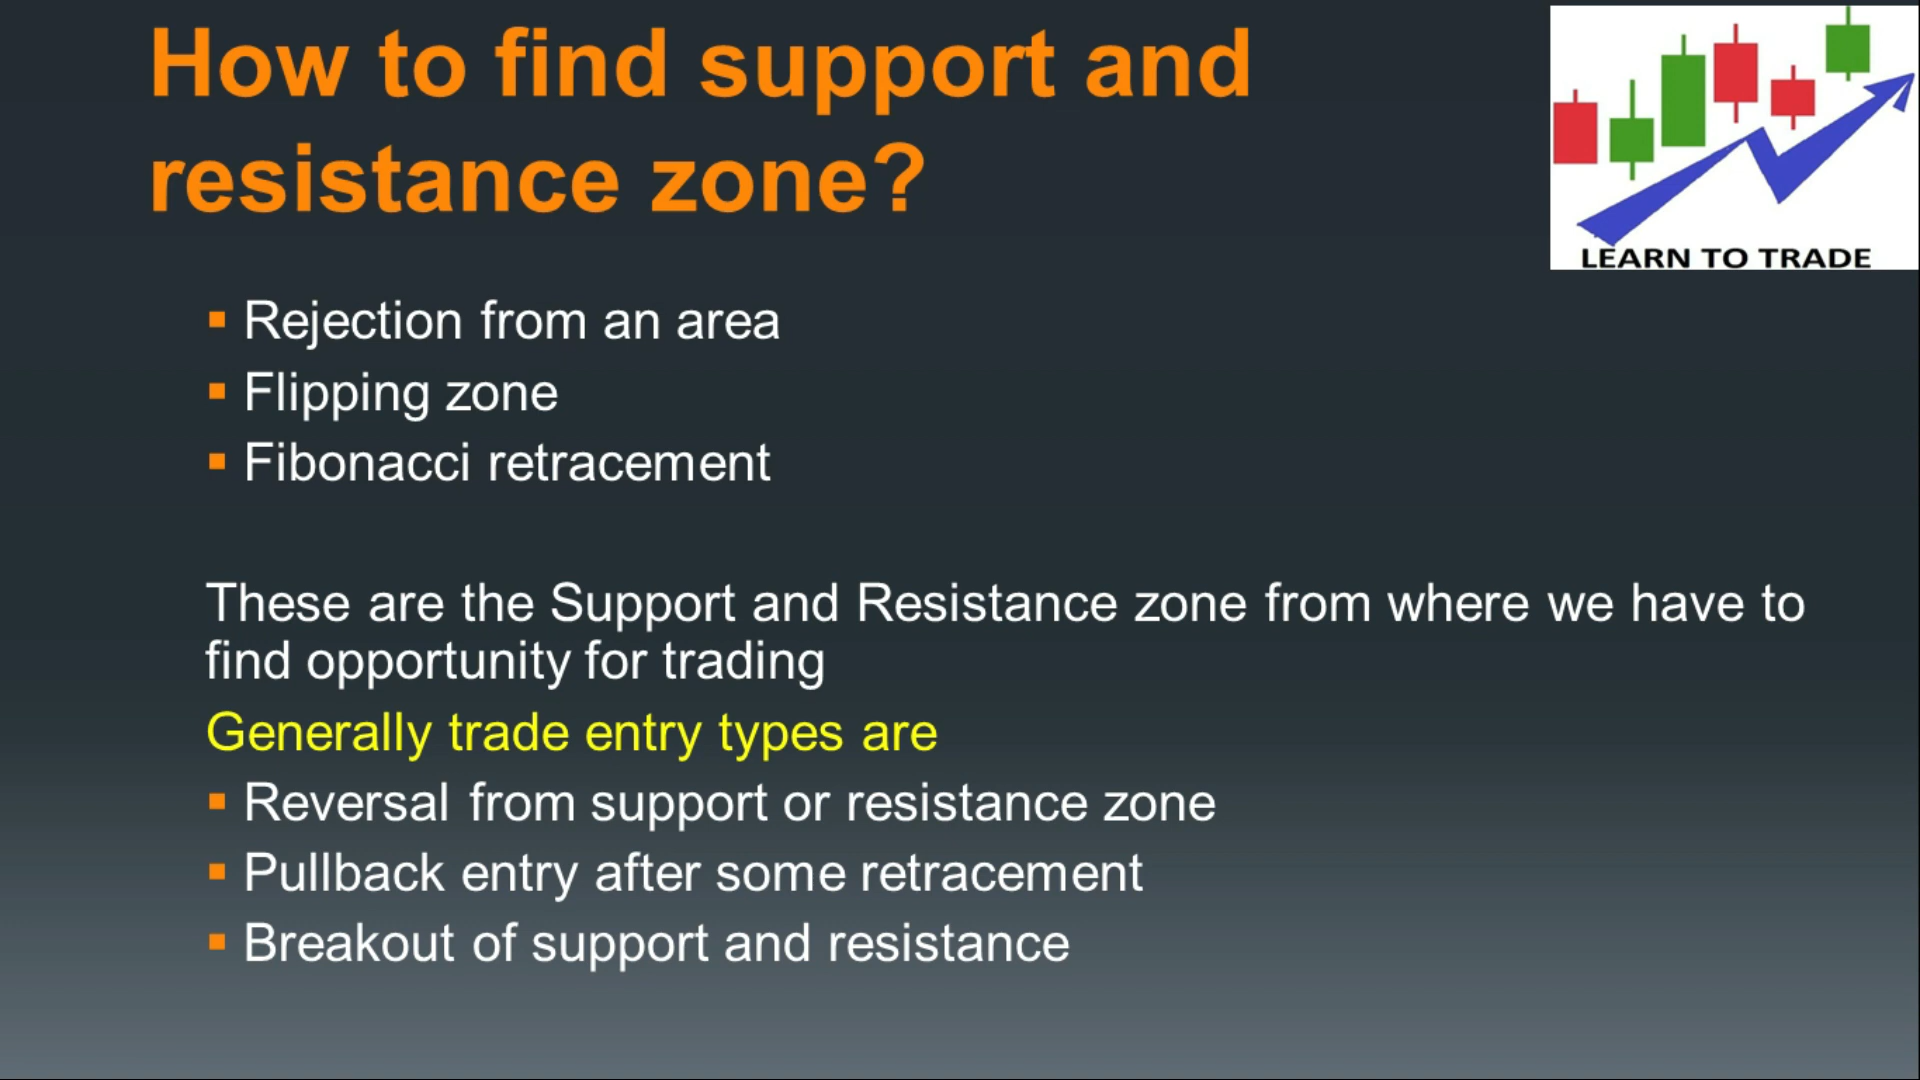 How to find support and
resistance zone?
LEARN TO TRADE
▪ Rejection from an area
▪ Flipping zone
▪ Fibonacci retracement
These are the Support and Resistance zone from where we have to
find opportunity for trading
Generally trade entry types are
▪ Reversal from support or resistance zone
▪ Pullback entry after some retracement
▪ Breakout of support and resistance